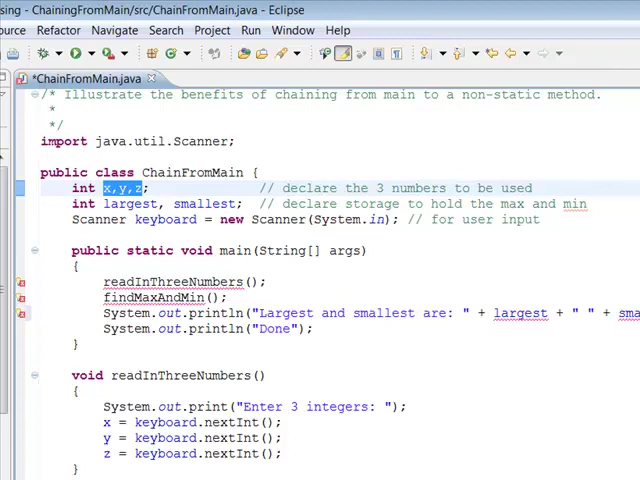 sing - ChainingFromMain/src/ChainFromMain.java - Eclipse
ource Refactor Navigate Search Project Run Window Help
*ChainFromMain.java
/* Illustrate the benefits of chaining from main to a non-static method.
*
*/
import java.util.Scanner;
public class ChainFromMain {
int x,y,z; // declare the 3 numbers to be used
int largest, smallest; // declare storage to hold the max and min
Scanner keyboard = new Scanner(System.in); // for user input
public static void main(String[] args)
{
readInThreeNumbers();
findMaxAndMin();
System.out.println("Largest and smallest are: " + largest + " " + sma
System.out.println("Done");
}
void readInThreeNumbers()
{
System.out.print("Enter 3 integers: ");
x = keyboard.nextInt();
y = keyboard.nextInt();
z = keyboard.nextInt();
}